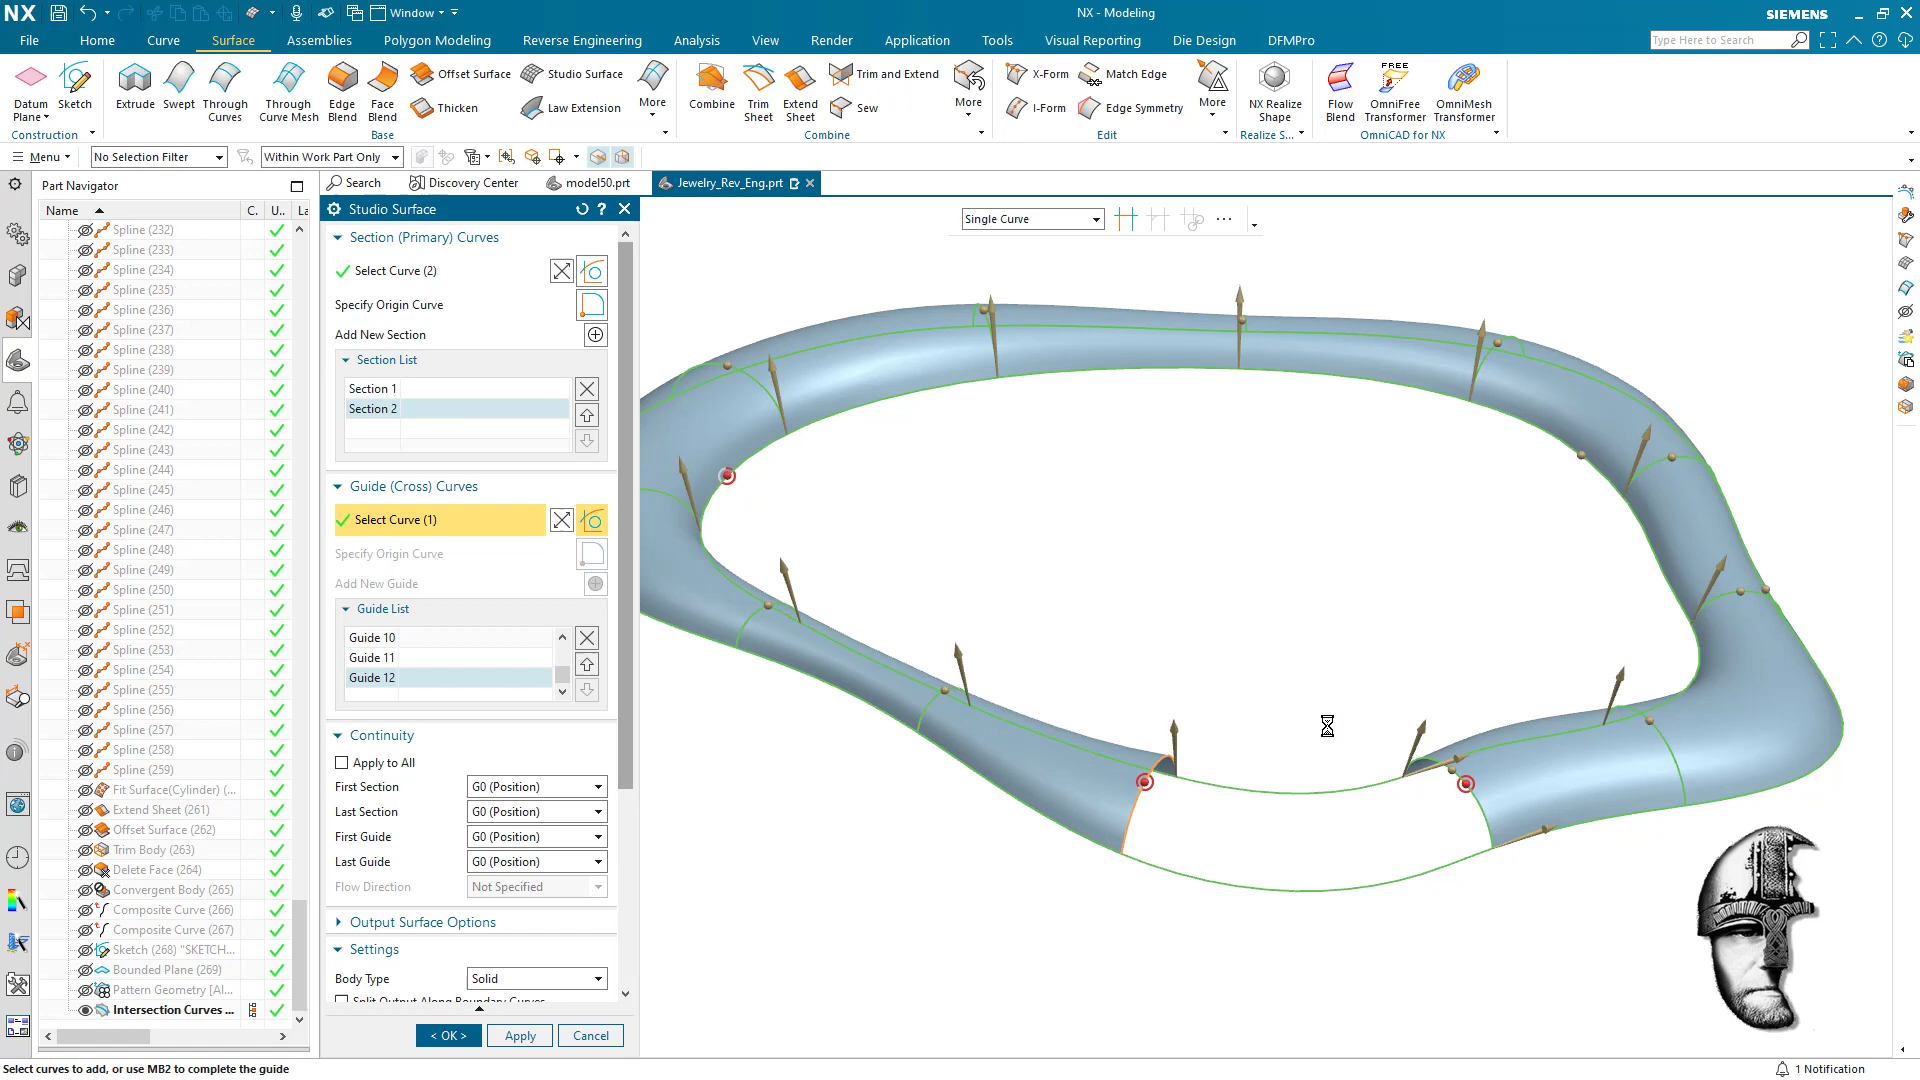 NX
Window
NX - Modeling
SIEMENS
File
Home
Curve
Surface
Assemblies
Polygon Modeling
Reverse Engineering
Analysis
View
Render
Application
Tools
Visual Reporting
Die Design
DFMPro
Type Here to Search
Datum Plane
Sketch
Extrude
Swept
Through Curves
Through Curve Mesh
Edge Blend
Face Blend
Offset Surface
Thicken
Studio Surface
Law Extension
More
Combine
Trim Sheet
Extend Sheet
Trim and Extend
Sew
More
X-Form
I-Form
Match Edge
Edge Symmetry
More
NX Realize Shape
Flow Blend
FREE
OmniFree Transformer
OmniMesh Transformer
Construction
Base
Combine
Edit
Realize S...
OmniCAD for NX
Menu
No Selection Filter
Within Work Part Only
Part Navigator
Name
C.
U..
La
Spline (232)
Spline (233)
Spline (234)
Spline (235)
Spline (236)
Spline (237)
Spline (238)
Spline (239)
Spline (240)
Spline (241)
Spline (242)
Spline (243)
Spline (244)
Spline (245)
Spline (246)
Spline (247)
Spline (248)
Spline (249)
Spline (250)
Spline (251)
Spline (252)
Spline (253)
Spline (254)
Spline (255)
Spline (256)
Spline (257)
Spline (258)
Spline (259)
Fit Surface(Cylinder) (...
Extend Sheet (261)
Offset Surface (262)
Trim Body (263)
Delete Face (264)
Convergent Body (265)
Composite Curve (266)
Composite Curve (267)
Sketch (268) "SKETCH...
Bounded Plane (269)
Pattern Geometry [Al...
Intersection Curves ...
Search
Discovery Center
model50.prt
Jewelry_Rev_Eng.prt
Studio Surface
Section (Primary) Curves
Select Curve (2)
Specify Origin Curve
Add New Section
Section List
Section 1
Section 2
Guide (Cross) Curves
Select Curve (1)
Specify Origin Curve
Add New Guide
Guide List
Guide 10
Guide 11
Guide 12
Continuity
Apply to All
First Section G0 (Position)
Last Section G0 (Position)
First Guide G0 (Position)
Last Guide G0 (Position)
Flow Direction Not Specified
Output Surface Options
Settings
Body Type Solid
Split Output Along Boundary Curves
< OK >
Apply
Cancel
Single Curve
Select curves to add, or use MB2 to complete the guide
1 Notification